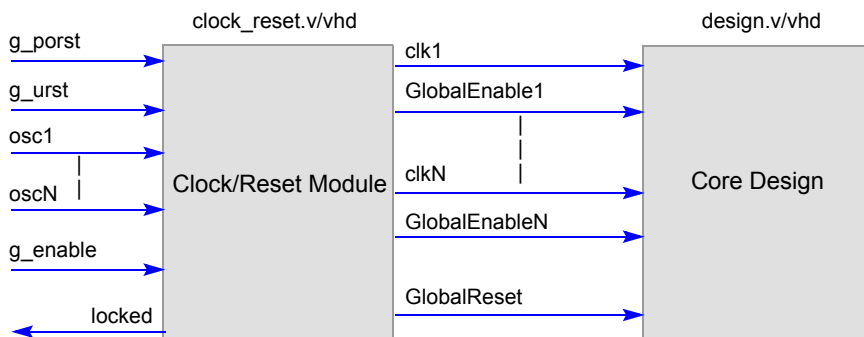 clock_reset.v/vhd
design.v/vhd
g_porst
g_urst
osc1
oscN
g_enable
locked
Clock/Reset Module
clk1
GlobalEnable1
clkN
GlobalEnableN
GlobalReset
Core Design